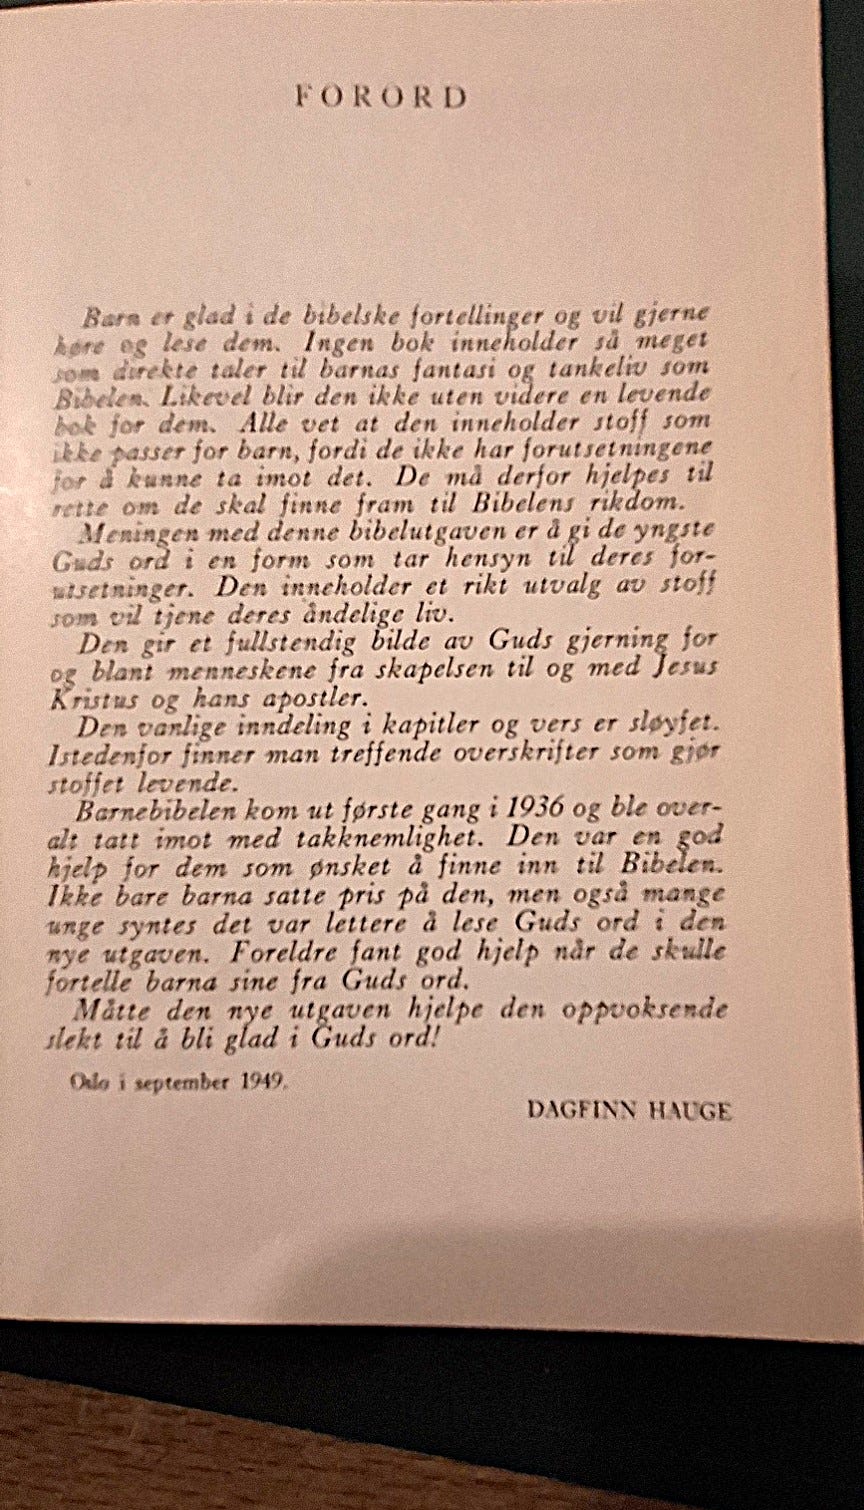 FORORD
Barn er glad i de bibelske fortellinger og vil gjerne
høre og lese dem. Ingen bok inneholder så meget
som direkte taler til barnas fantasi og tankeliv som
Bibelen. Likevel blir den ikke uten videre en levende
bok for dem. Alle vet at den inneholder stoff som
ikke passer for barn, fordi de ikke har forutsetningene
for å kunne ta imot det. De må derfor hjelpes til
rette om de skal finne fram til Bibelens rikdom.
Meningen med denne bibelutgaven er å gi de yngste
Guds ord i en form som tar hensyn til deres for-
utsetninger. Den inneholder et rikt utvalg av stoff
som vil tjene deres åndelige liv.
Den gir et fullstendig bilde av Guds gjerning for
og blant menneskene fra skapelsen til og med Jesus
Kristus og hans apostler.
Den vanlige inndeling i kapitler og vers er sløyfet.
Istedenfor finner man treffende overskrifter som gjør
stoffet levende.
Barnebibelen kom ut første gang i 1936 og ble over-
alt tatt imot med takknemlighet. Den var en god
hjelp for dem som ønsket å finne inn til Bibelen.
Ikke bare barna satte pris på den, men også mange
unge syntes det var lettere å lese Guds ord i den
nye utgaven. Foreldre fant god hjelp når de skulle
fortelle barna sine fra Guds ord.
Måtte den nye utgaven hjelpe den oppvoksende
slekt til å bli glad i Guds ord!
Oslo i september 1949.
DAGFINN HAUGE